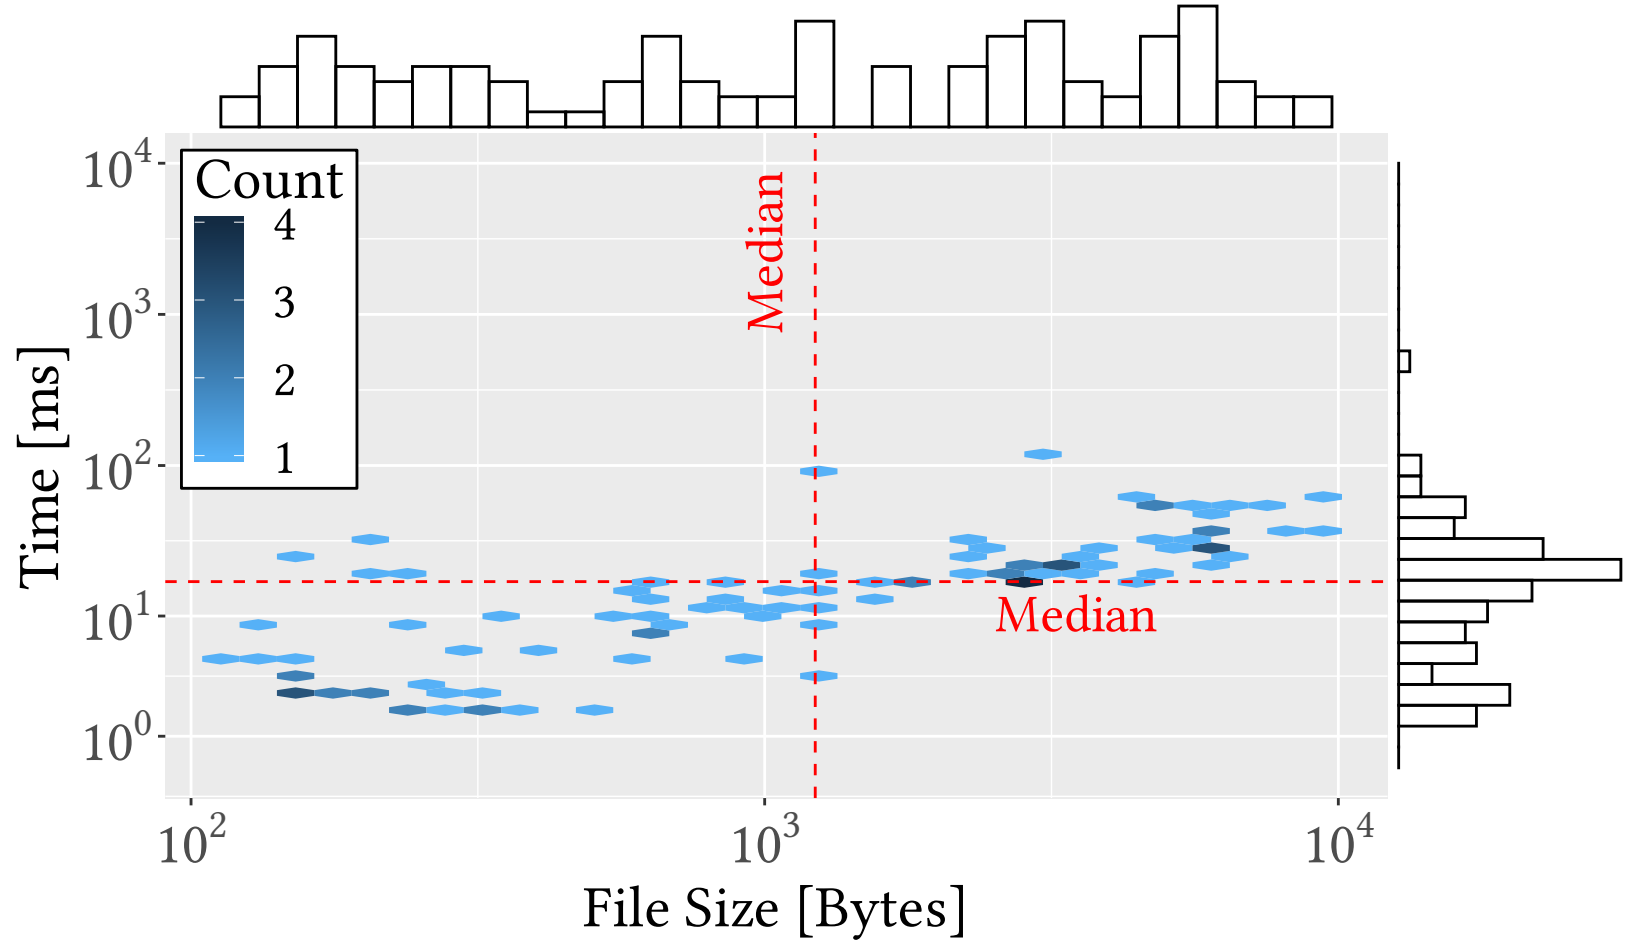 Count
4
3
2
1
Median
Median
10⁴
10³
10²
10¹
10⁰
Time [ms]
10²
10³
10⁴
File Size [Bytes]